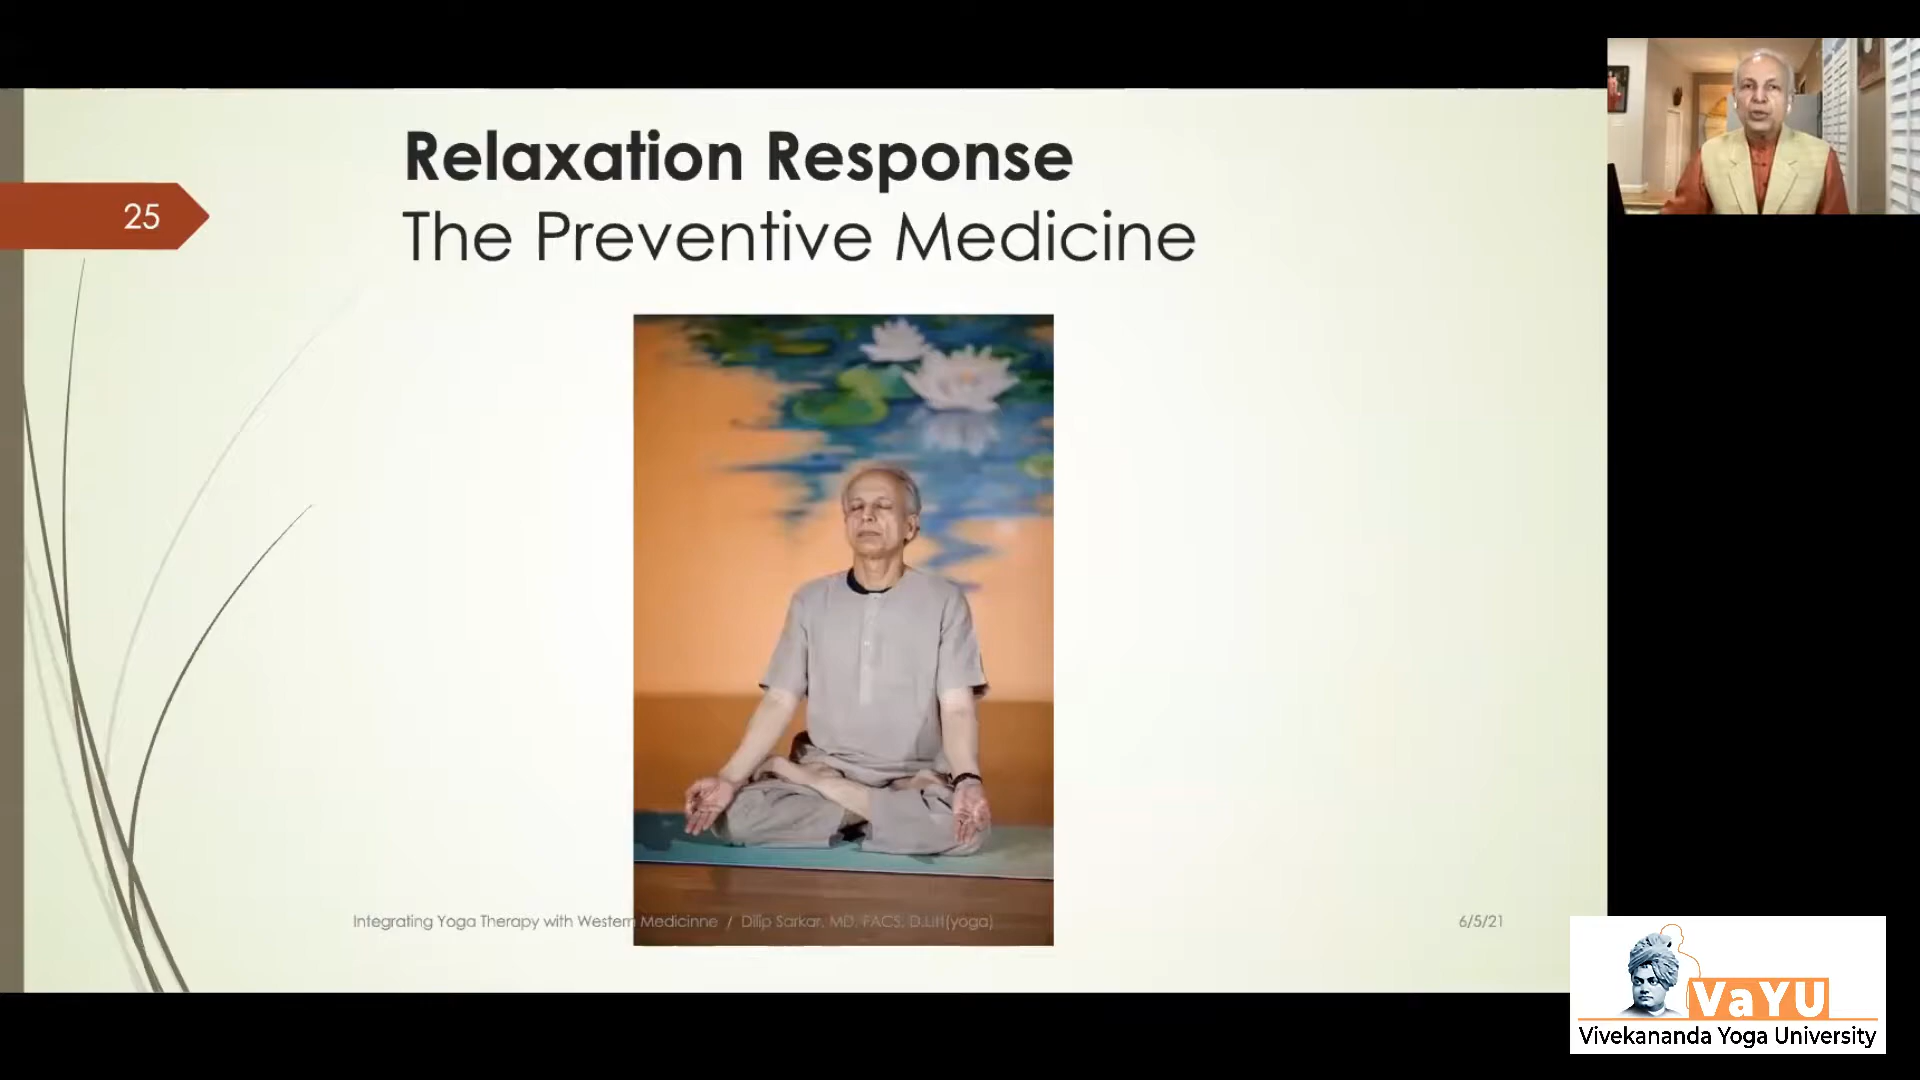 Relaxation Response
The Preventive Medicine
25
Integrating Yoga Therapy with Western Medicinne / Dilip Sarkar, MD, FACS, D.Litt(yoga)
6/5/21
VaYU
Vivekananda Yoga University